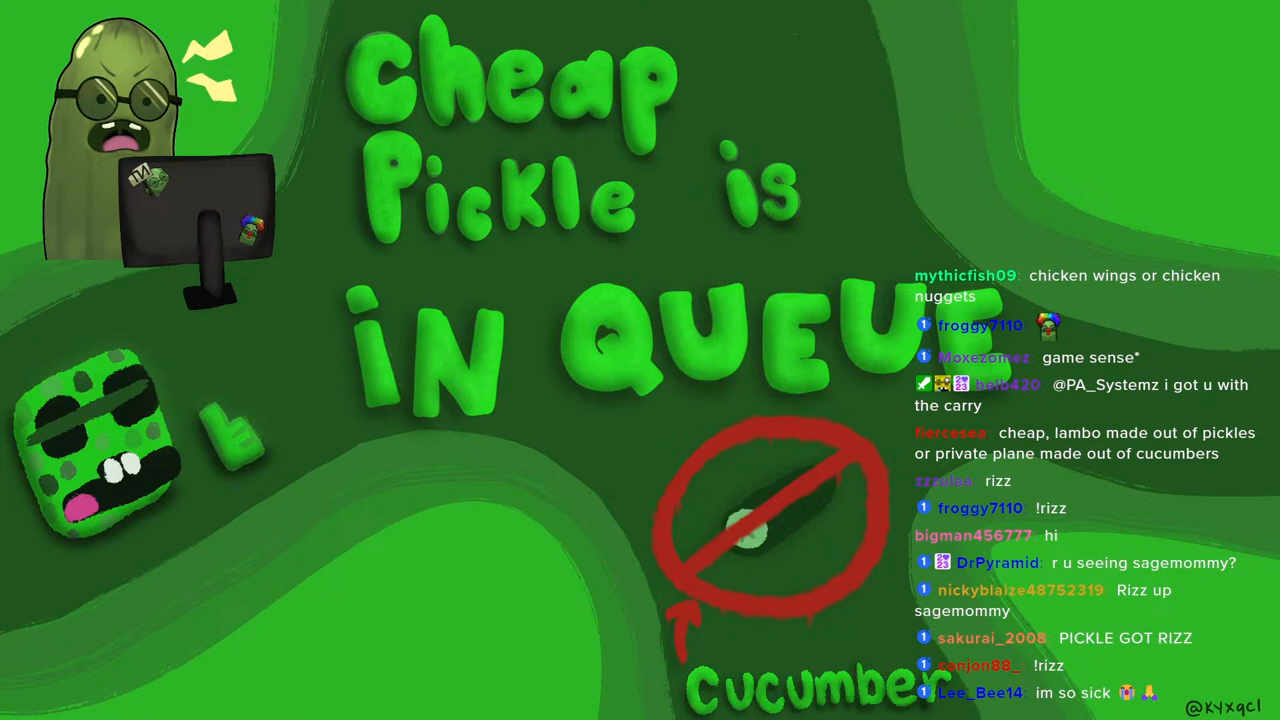 Cheap
Pickle is
iN QUEUE
mythicfish09: chicken wings or chicken
nuggets
froggy7110:
Moxezomez: game sense*
belb420 @PA_Systemz i got u with
the carry
fiercesea: cheap, lambo made out of pickles
or private plane made out of cucumbers
zzzulee: rizz
froggy7110: !rizz
bigman456777: hi
DrPyramid: r u seeing sagemommy?
nickyblaize48752319: Rizz up
sagemommy
sakurai_2008: PICKLE GOT RIZZ
canjon88_: !rizz
Lee_Bee14: im so sick 😭 🙏
cucumber
@kyxqcl